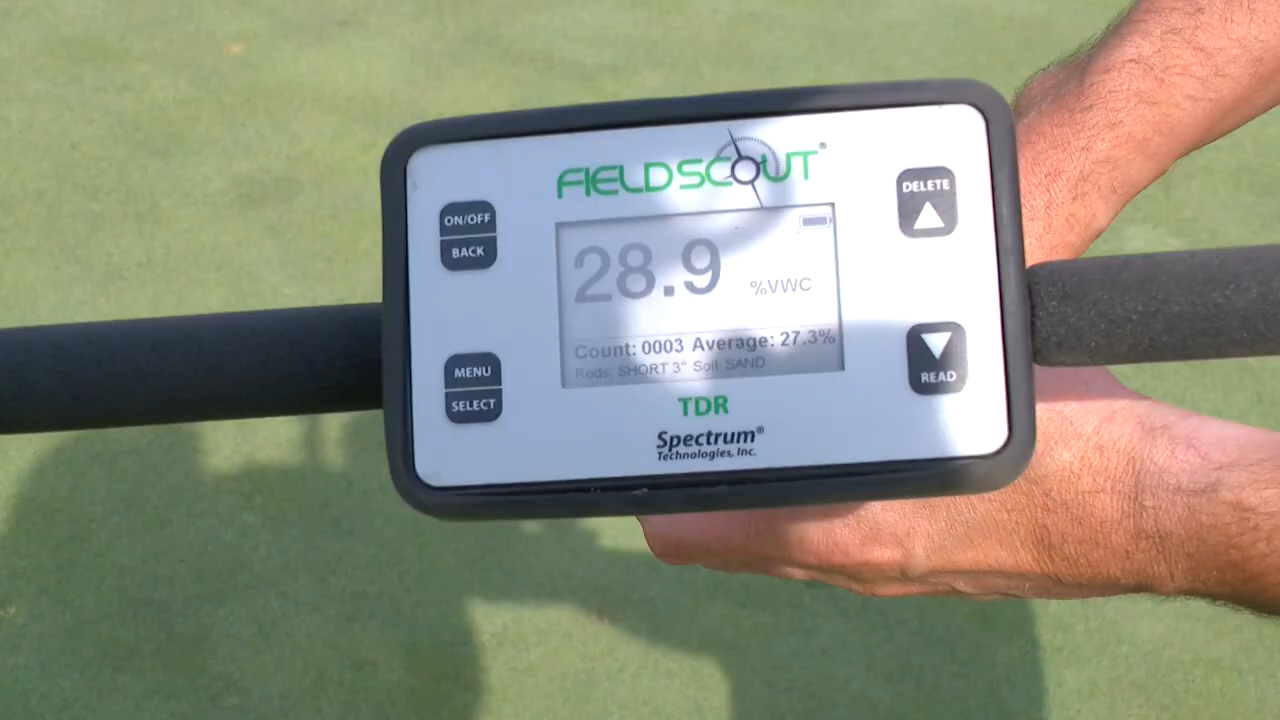 FIELDSCOUT®
ON/OFF
BACK
DELETE
28.9 %VWC
Count: 0003 Average: 27.3%
Rods: SHORT 3" Soil: SAND
MENU
SELECT
READ
TDR
Spectrum®
Technologies, Inc.